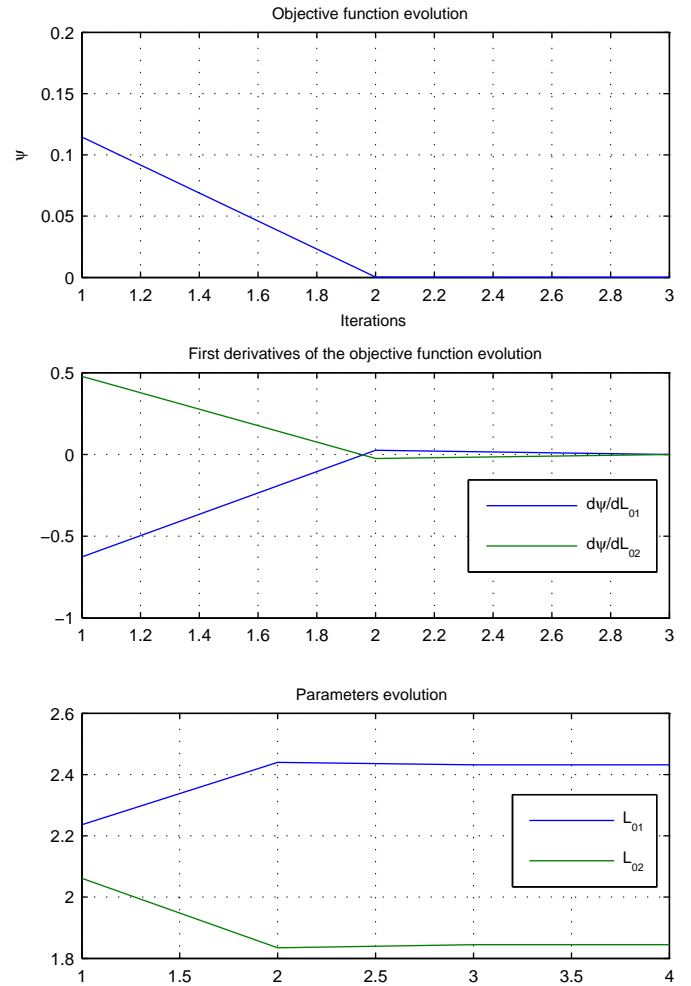 Objective function evolution
0.2
0.15
0.1
0.05
0
ψ
1 1.2 1.4 1.6 1.8 2 2.2 2.4 2.6 2.8 3
Iterations
First derivatives of the objective function evolution
0.5
0
−0.5
−1
dψ/dL₀₁
dψ/dL₀₂
1 1.2 1.4 1.6 1.8 2 2.2 2.4 2.6 2.8 3
Parameters evolution
2.6
2.4
2.2
2
1.8
L₀₁
L₀₂
1 1.5 2 2.5 3 3.5 4